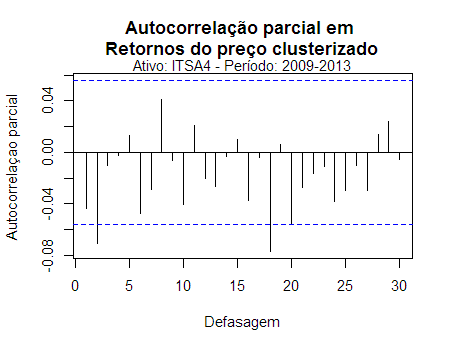 Autocorrelação parcial em
Retornos do preço clusterizado
Ativo: ITSA4 - Período: 2009-2013
Autocorrelaçao parcial
0.04
0.00
-0.04
-0.08
0 5 10 15 20 25 30
Defasagem